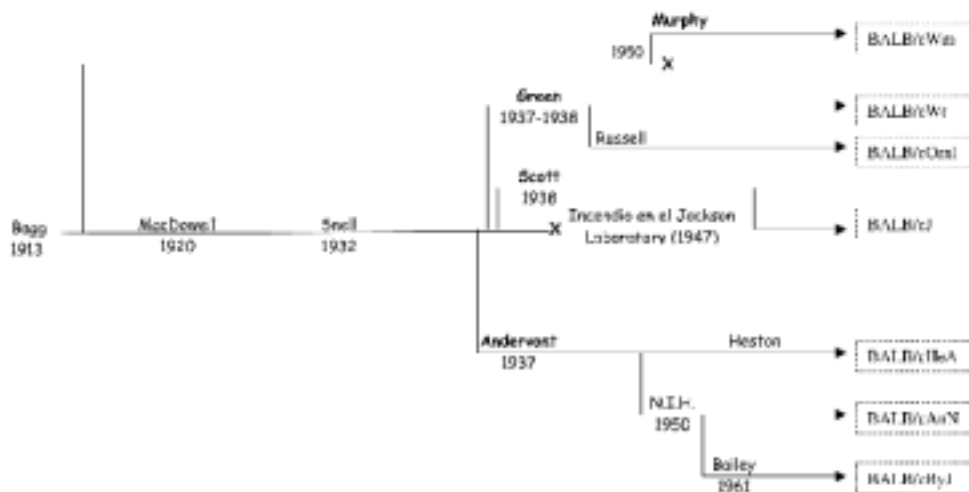 Murphy
1950
X
BALB/cWm
Green
1937-1938
BALB/cWt
Russell
BALB/cOrnl
Scott
1938
Bagg
1913
MacDowell
1920
Snell
1932
X
Incendio en el Jackson
Laboratory (1947)
BALB/cJ
Andervont
1937
Heston
BALB/cHeA
N.I.H.
1950
BALB/cAnN
Bailey
1961
BALB/cByJ